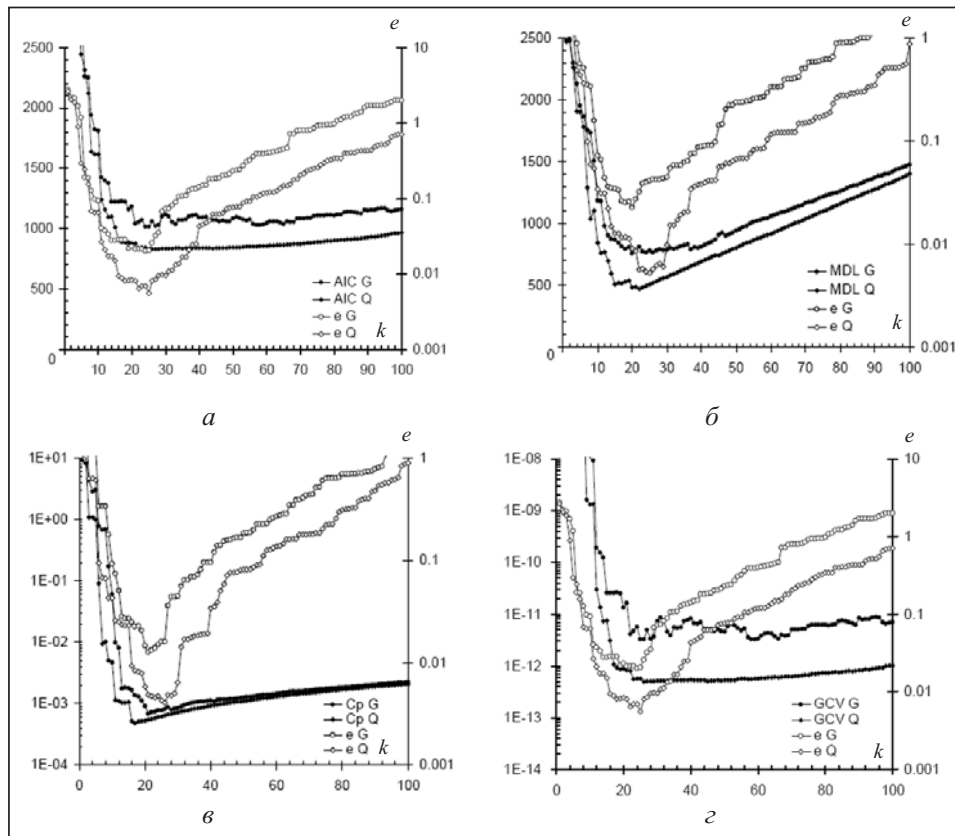 e
2500
2000
1500
1000
500
0
10
1
0.1
0.01
0.001
AIC G
AIC Q
e G
e Q
k
10 20 30 40 50 60 70 80 90 100
а
e
2500
2000
1500
1000
500
0
1
0.1
0.01
0.001
MDL G
MDL Q
e G
e Q
k
10 20 30 40 50 60 70 80 90 100
б
e
1E+01
1E+00
1E-01
1E-02
1E-03
1E-04
1
0.1
0.01
0.001
Cp G
Cp Q
e G
e Q
k
0 20 40 60 80 100
в
e
1E-08
1E-09
1E-10
1E-11
1E-12
1E-13
1E-14
10
1
0.1
0.01
0.001
GCV G
GCV Q
e G
e Q
k
0 20 40 60 80 100
г